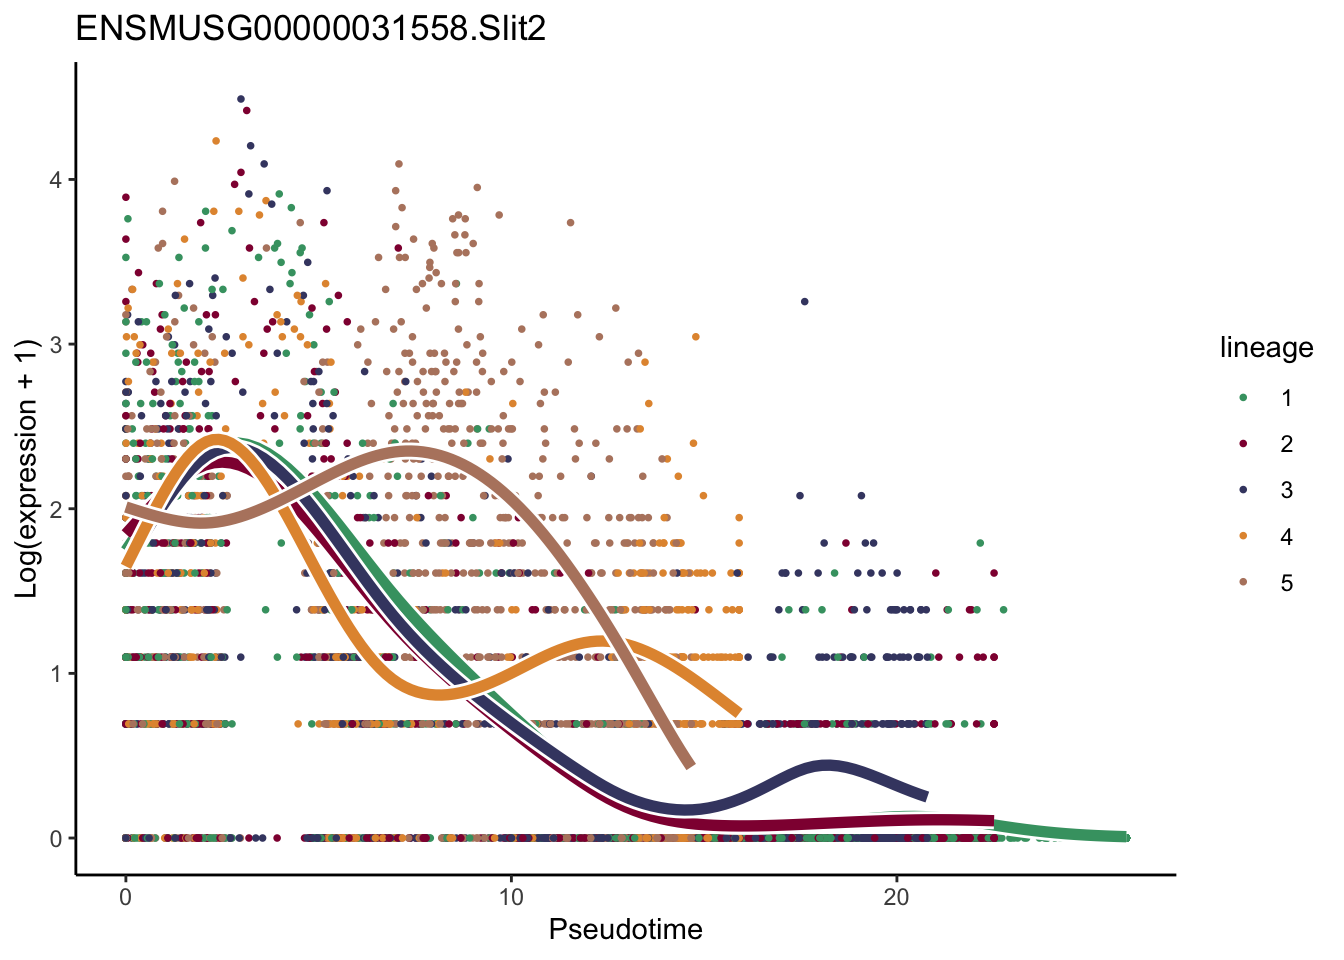 ENSMUSG00000031558.Slit2
Log(expression + 1)
4
3
2
1
0
0 10 20
Pseudotime
lineage
1
2
3
4
5